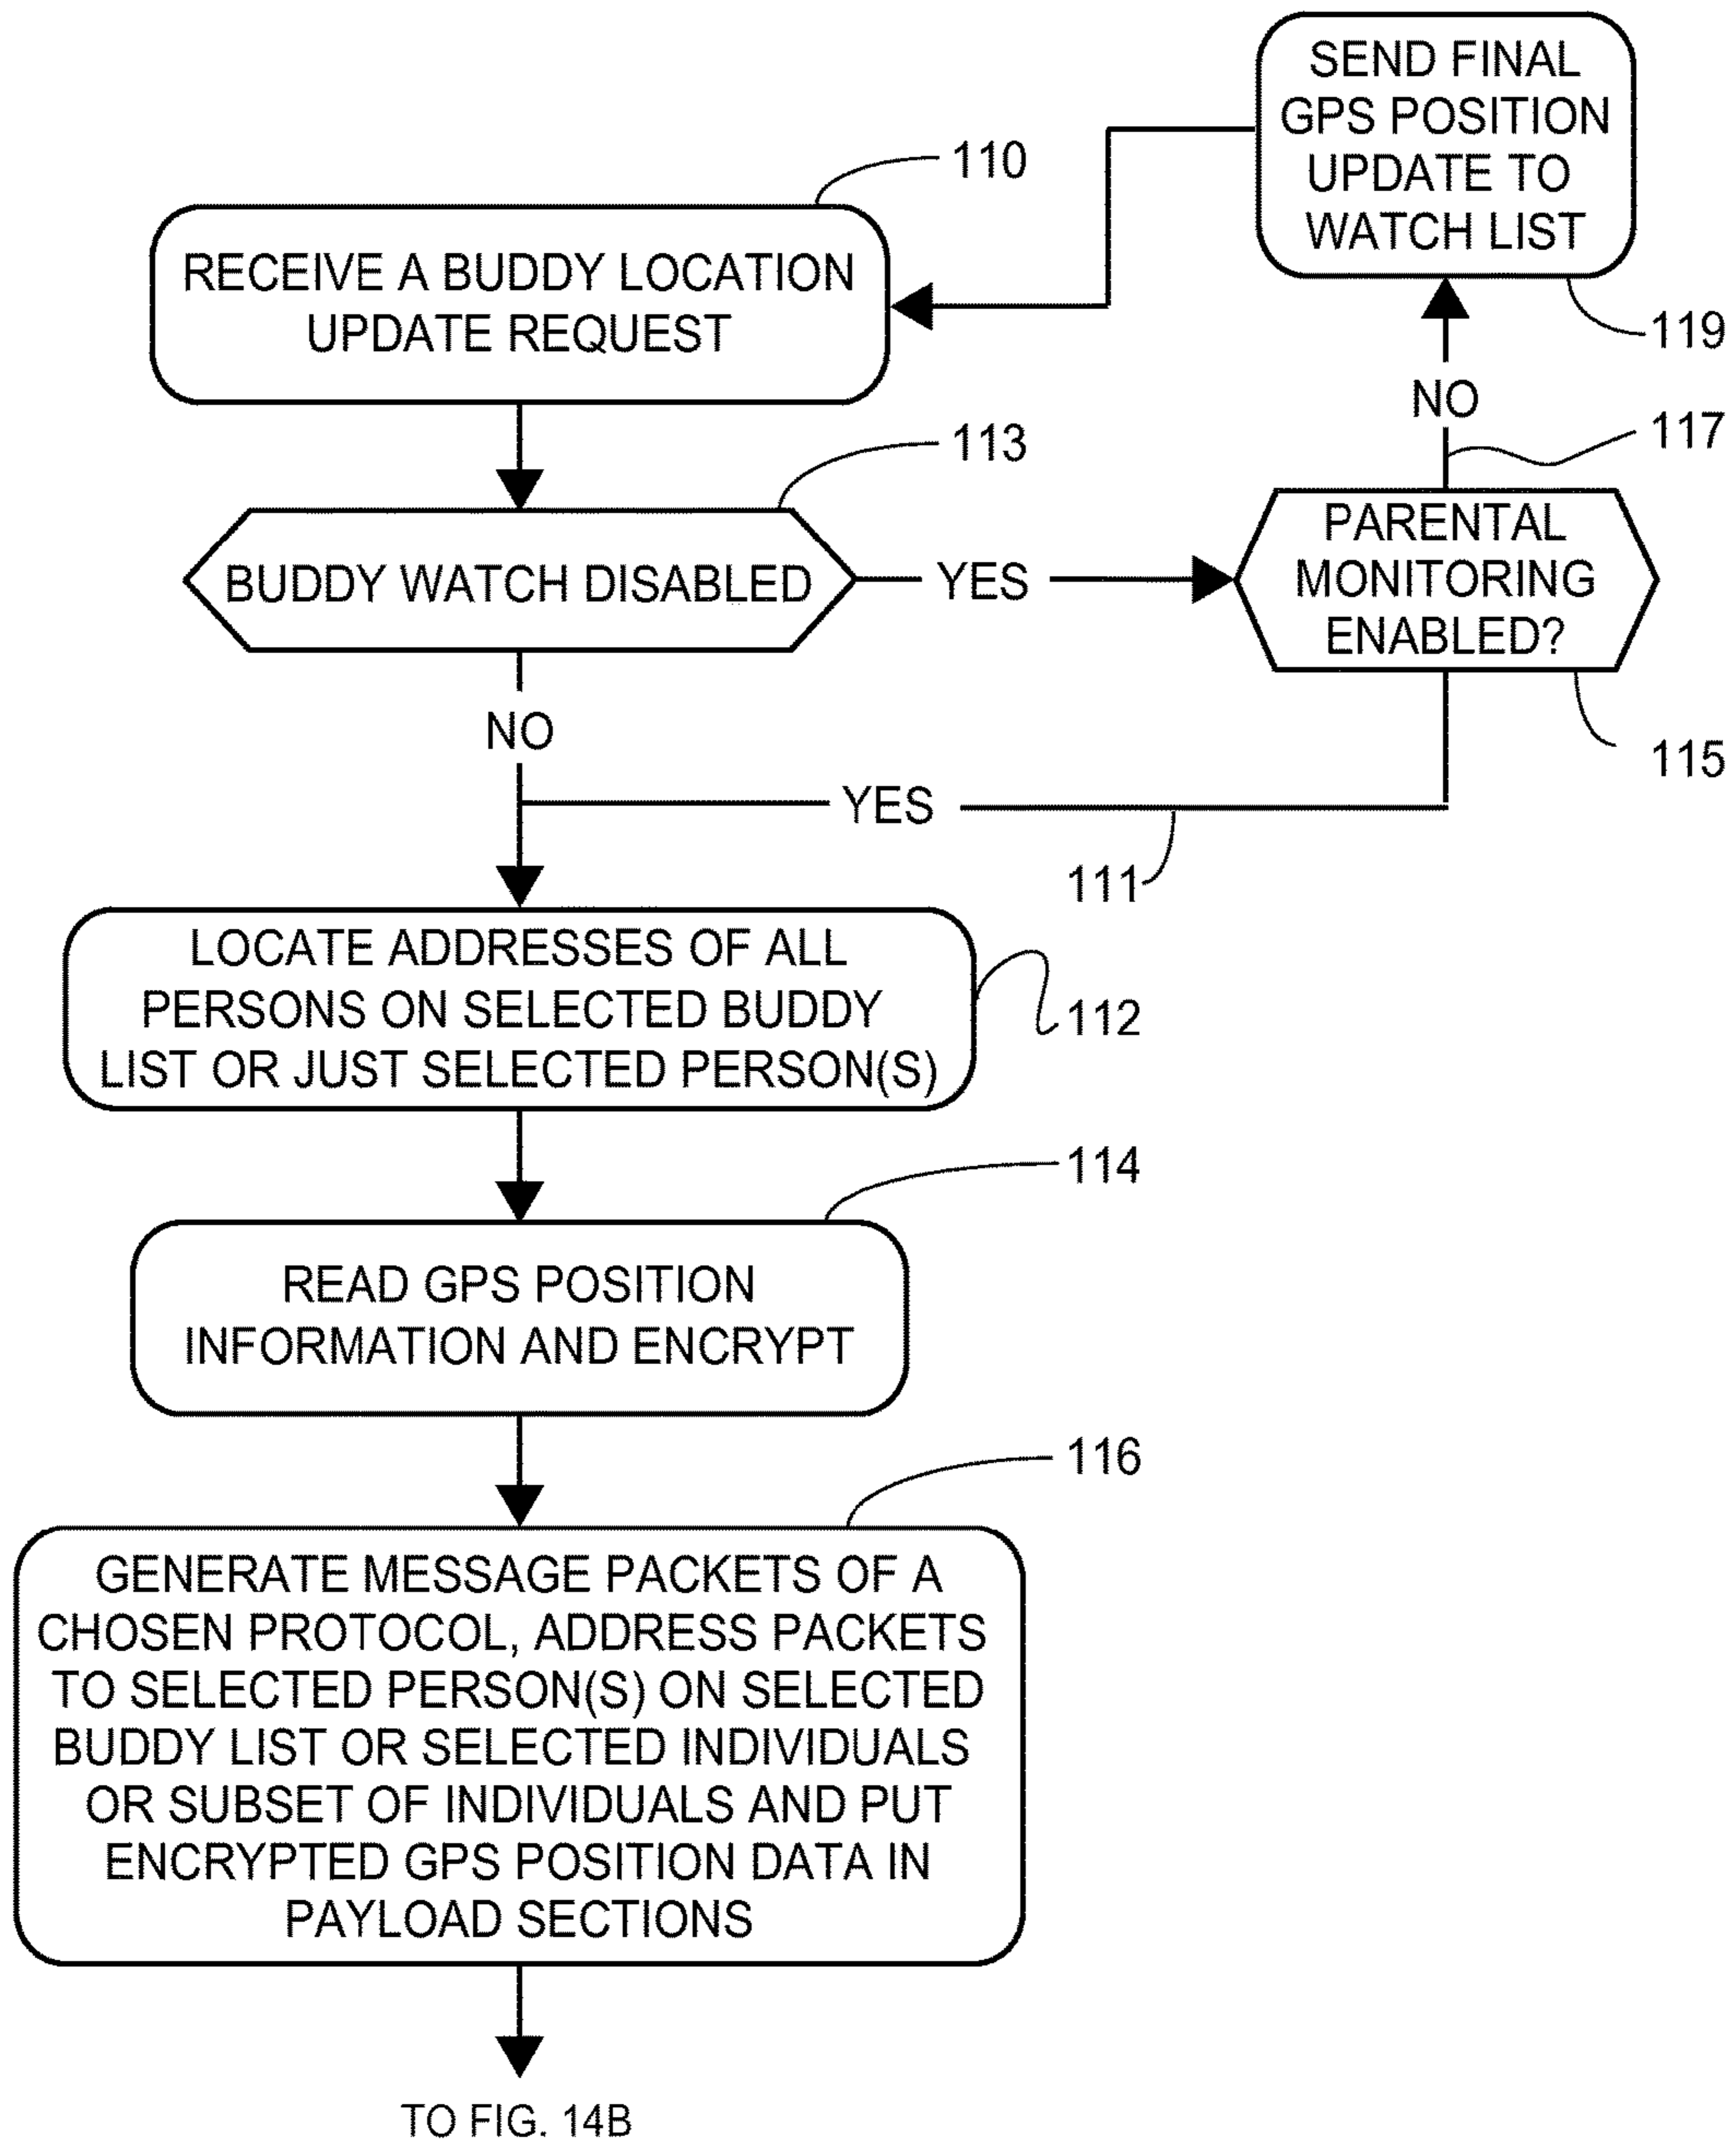 SEND FINAL
GPS POSITION
UPDATE TO
WATCH LIST
119
110
RECEIVE A BUDDY LOCATION
UPDATE REQUEST
NO
117
113
BUDDY WATCH DISABLED
YES
PARENTAL
MONITORING
ENABLED?
115
NO
YES
111
LOCATE ADDRESSES OF ALL
PERSONS ON SELECTED BUDDY
LIST OR JUST SELECTED PERSON(S)
112
114
READ GPS POSITION
INFORMATION AND ENCRYPT
116
GENERATE MESSAGE PACKETS OF A
CHOSEN PROTOCOL, ADDRESS PACKETS
TO SELECTED PERSON(S) ON SELECTED
BUDDY LIST OR SELECTED INDIVIDUALS
OR SUBSET OF INDIVIDUALS AND PUT
ENCRYPTED GPS POSITION DATA IN
PAYLOAD SECTIONS
TO FIG. 14B